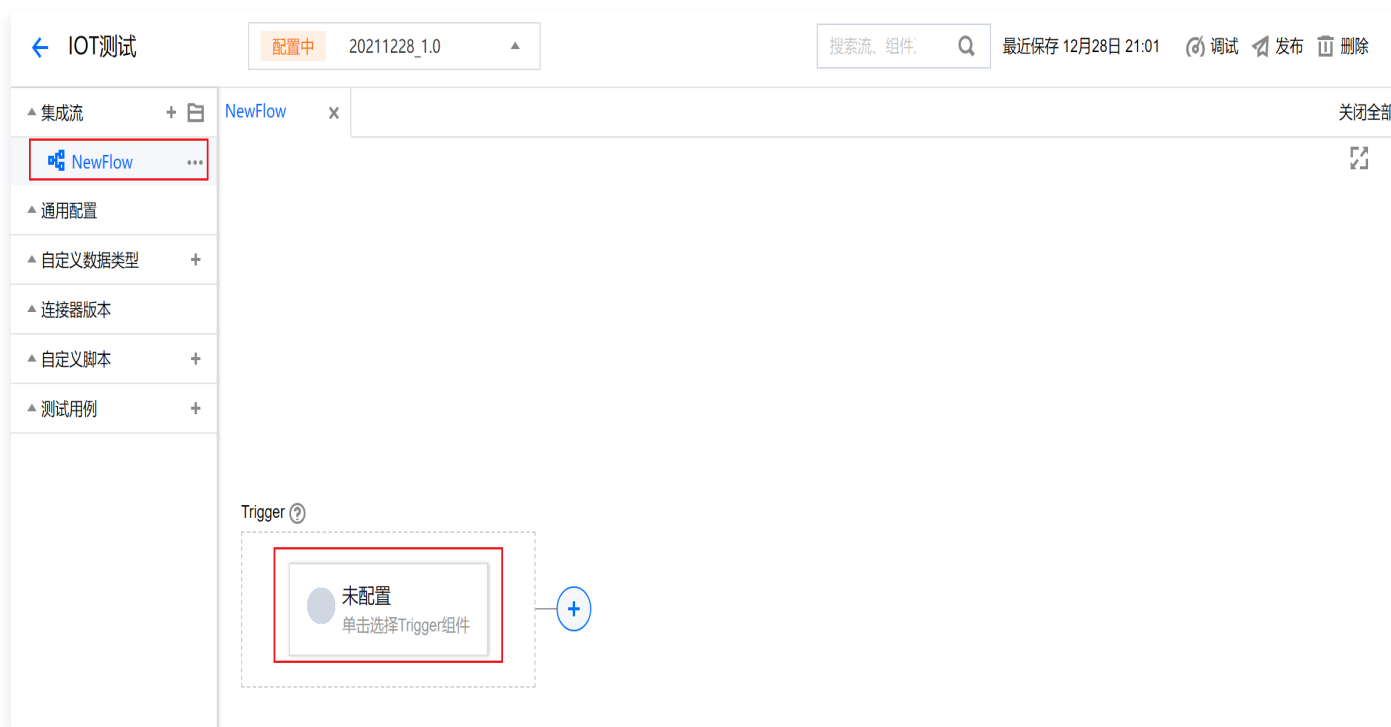 IOT测试
配置中 20211228_1.0
搜索流、组件
最近保存 12月28日 21:01 调试 发布 删除
集成流
NewFlow
关闭全部
NewFlow
通用配置
自定义数据类型
连接器版本
自定义脚本
测试用例
Trigger
未配置
单击选择Trigger组件